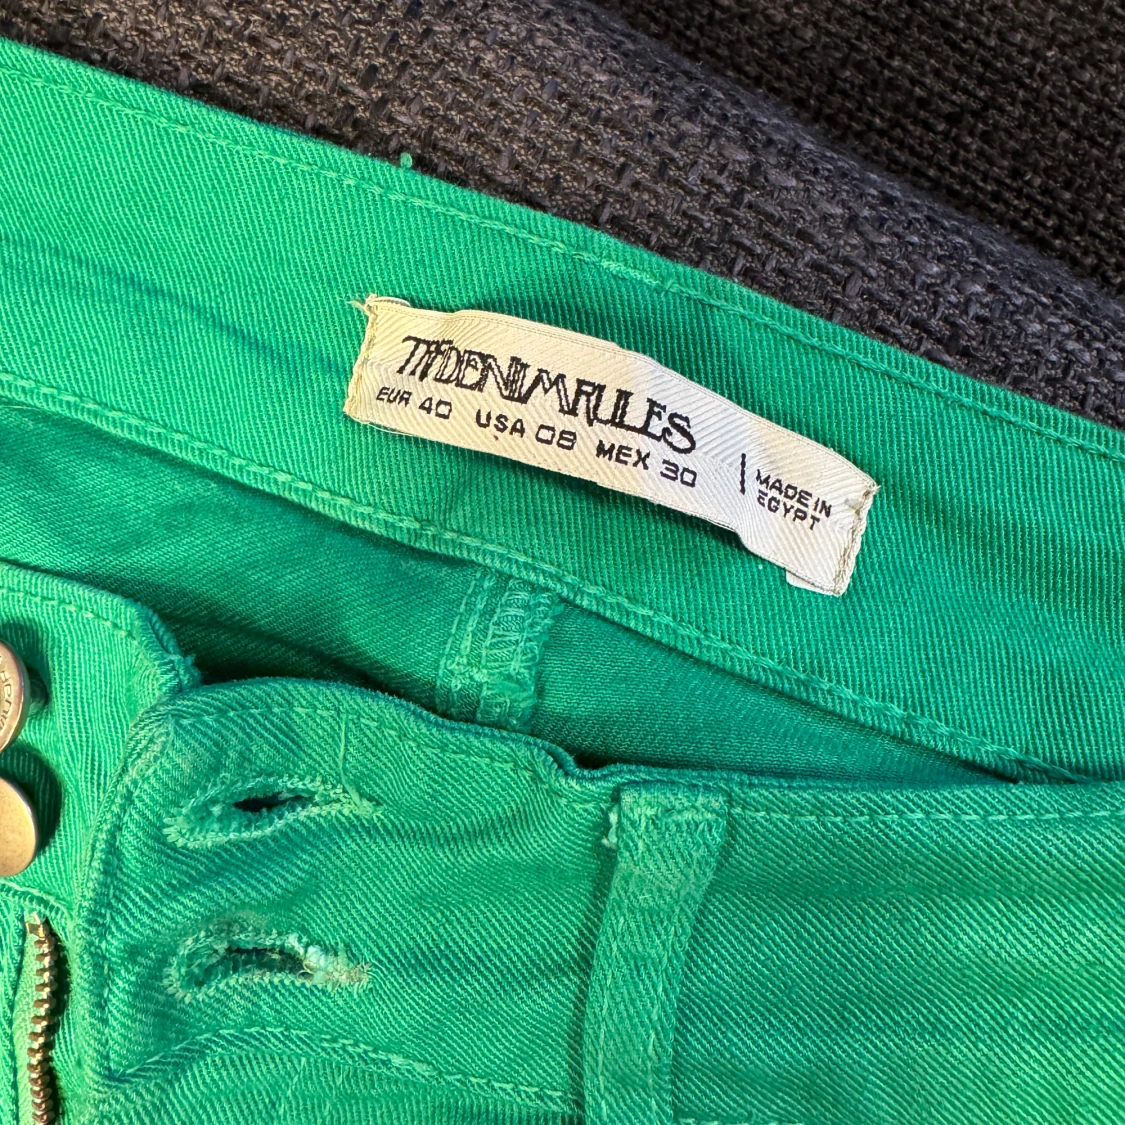 TRFDENIMRULES
EUR 40 USA 08 MEX 30
MADE IN
EGYPT